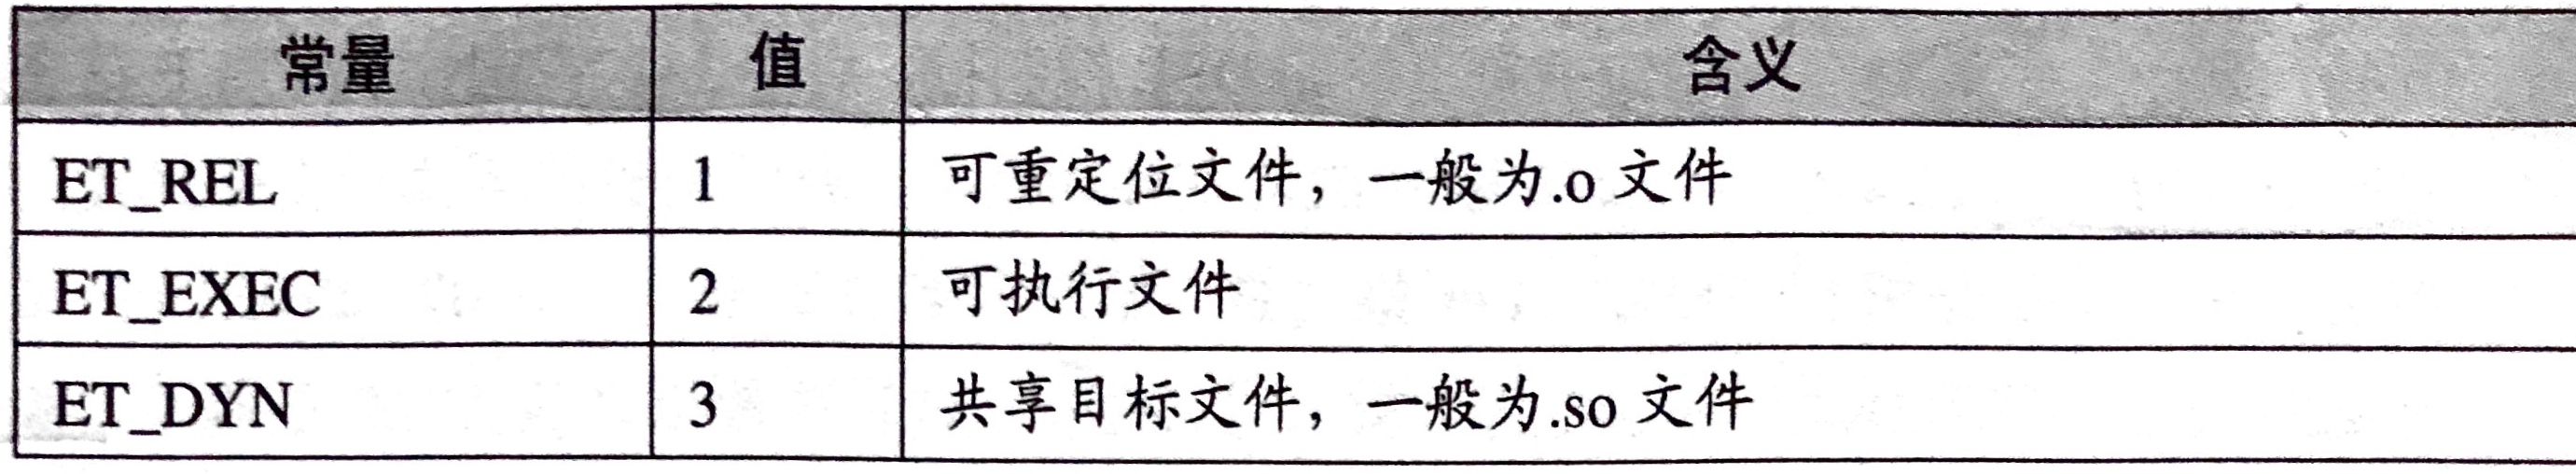 常量 值 含义
ET_REL 1 可重定位文件，一般为.o 文件
ET_EXEC 2 可执行文件
ET_DYN 3 共享目标文件，一般为.so 文件